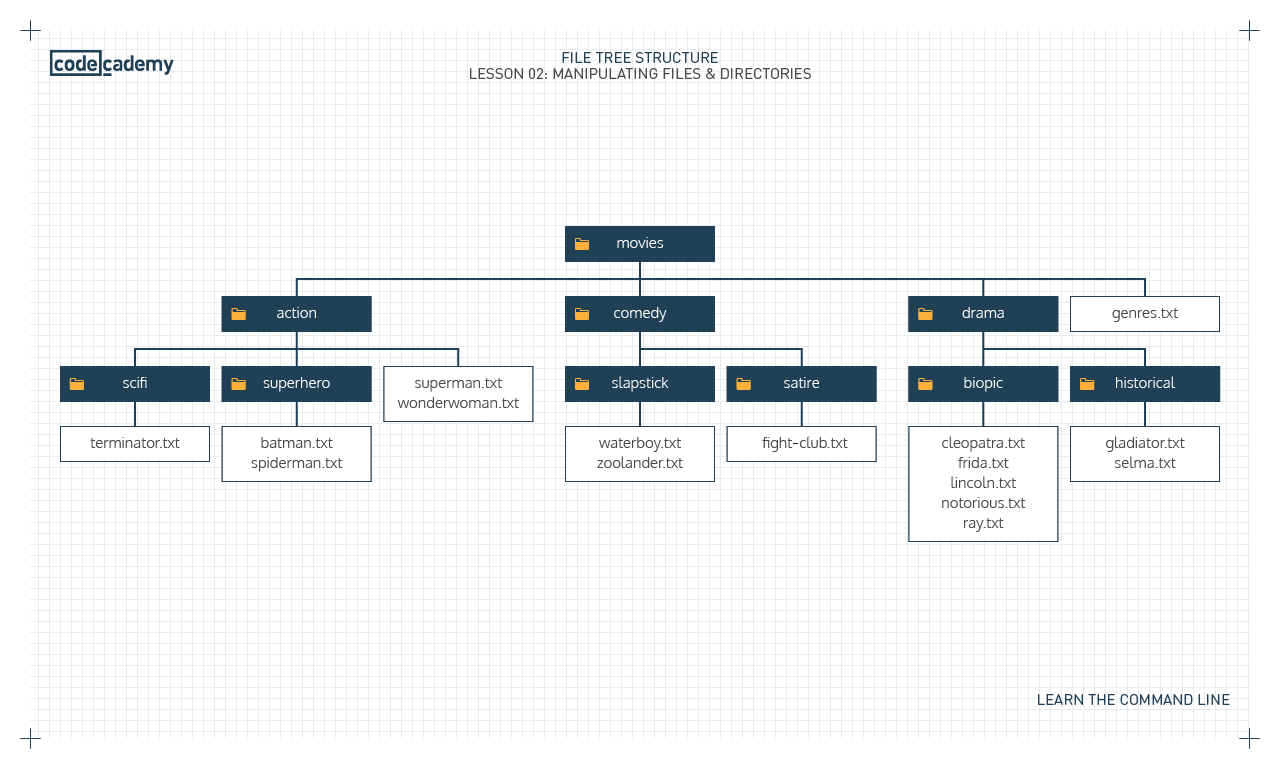 codecademy
FILE TREE STRUCTURE
LESSON 02: MANIPULATING FILES & DIRECTORIES
movies
action
comedy
drama
genres.txt
scifi
superhero
superman.txt
wonderwoman.txt
slapstick
satire
biopic
historical
terminator.txt
batman.txt
spiderman.txt
waterboy.txt
zoolander.txt
fight-club.txt
cleopatra.txt
frida.txt
lincoln.txt
notorious.txt
ray.txt
gladiator.txt
selma.txt
LEARN THE COMMAND LINE